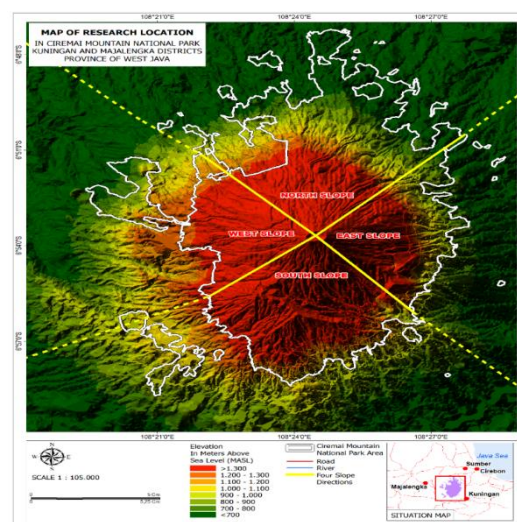 108°21'0"E 108°24'0"E 108°27'0"E
MAP OF RESEARCH LOCATION
IN CIREMAI MOUNTAIN NATIONAL PARK
KUNINGAN AND MAJALENGKA DISTRICTS
PROVINCE OF WEST JAVA
NORTH SLOPE
WEST SLOPE
EAST SLOPE
SOUTH SLOPE
108°21'0"E 108°24'0"E 108°27'0"E
SCALE 1 : 105.000
Elevation
In Meters Above
Sea Level (MASL)
>1.300
1.200 - 1.300
1.100 - 1.200
1.000 - 1.100
900 - 1.000
800 - 900
700 - 800
<700
Ciremai Mountain
National Park Area
Road
River
Four Slope
Directions
Java Sea
Sumber
Cirebon
Majalengka
Kuningan
SITUATION MAP